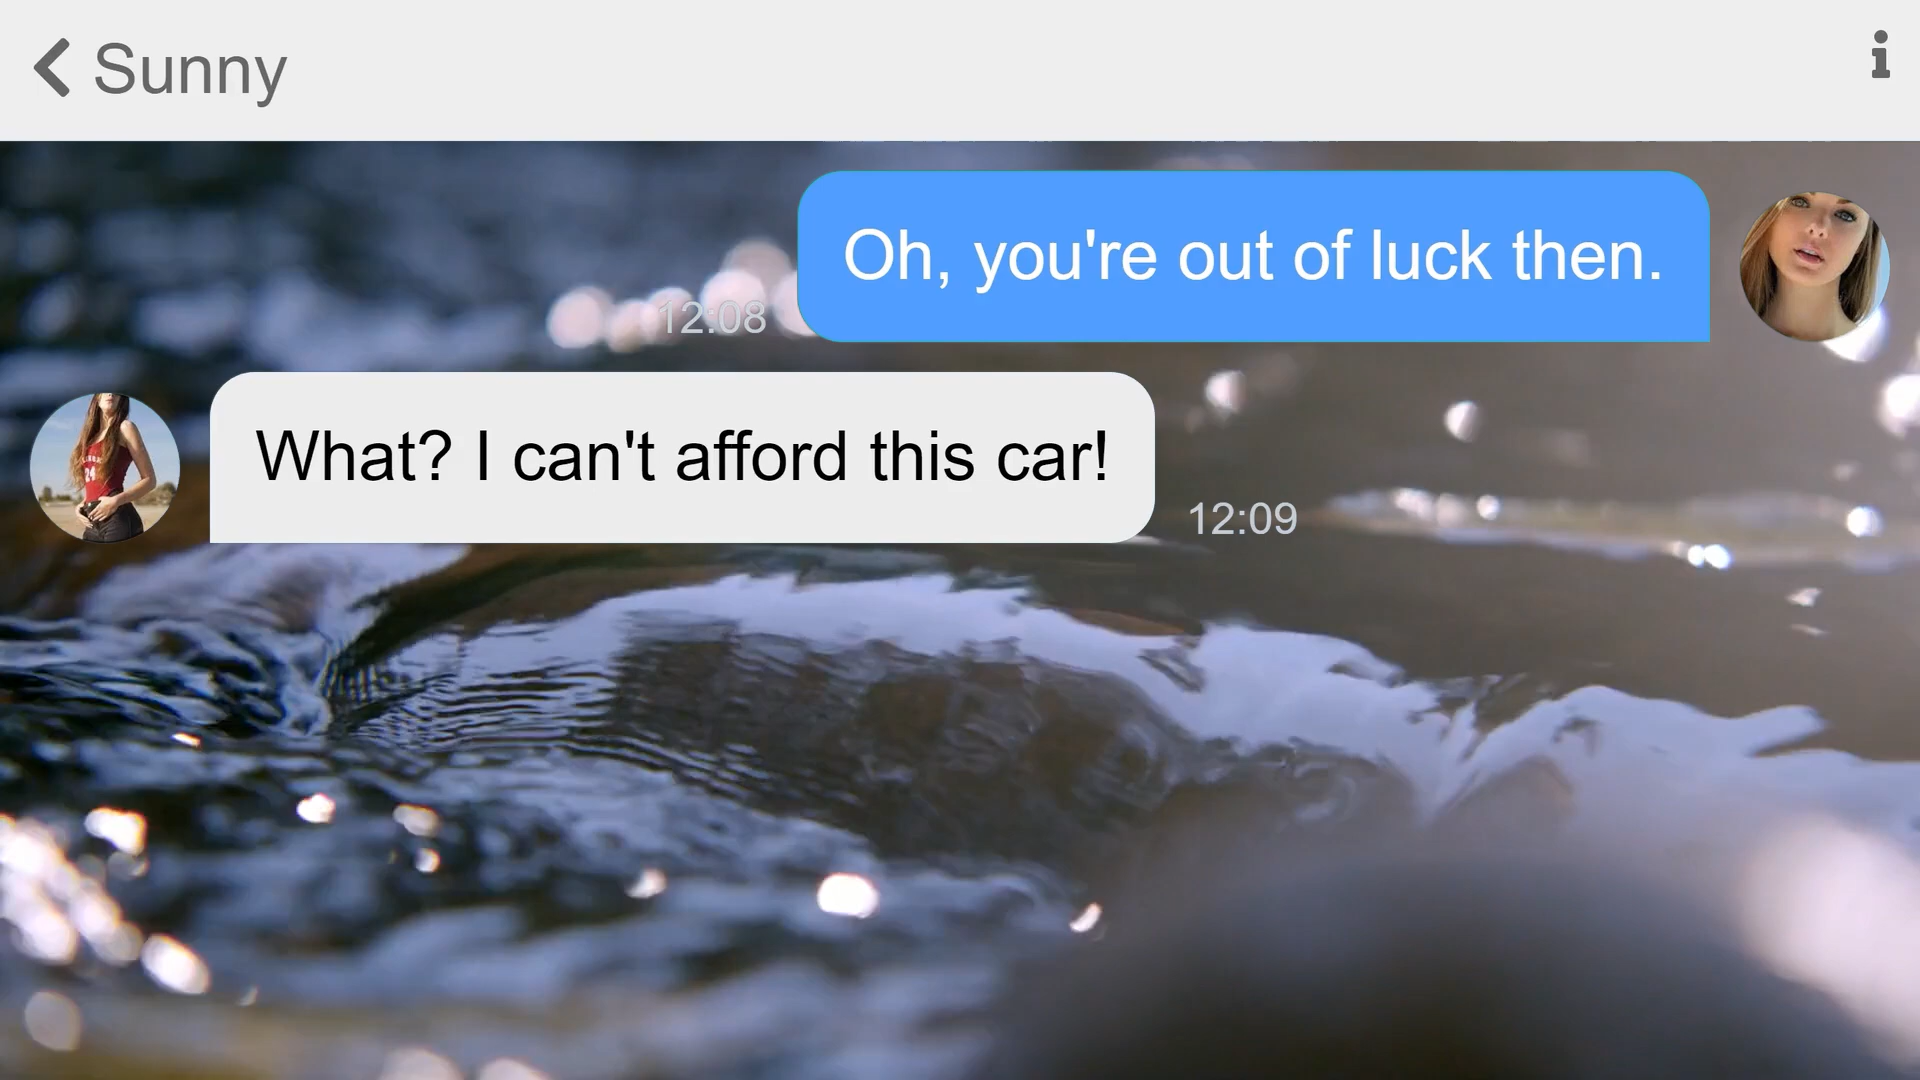 Sunny
Oh, you're out of luck then.
12:08
What? I can't afford this car!
12:09